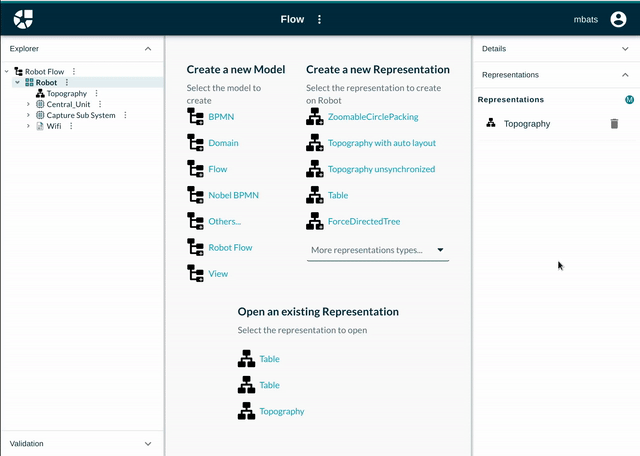 Flow
mbats
Explorer
Robot Flow
Robot
Topography
Central_Unit
Capture Sub System
Wifi
Validation
Create a new Model
Select the model to
create
BPMN
Domain
Flow
Nobel BPMN
Others...
Robot Flow
View
Create a new Representation
Select the representation to create
on Robot
ZoomableCirclePacking
Topography with auto layout
Topography unsynchronized
Table
ForceDirectedTree
More representations types...
Open an existing Representation
Select the representation to open
Table
Table
Topography
Details
Representations
Representations
M
Topography